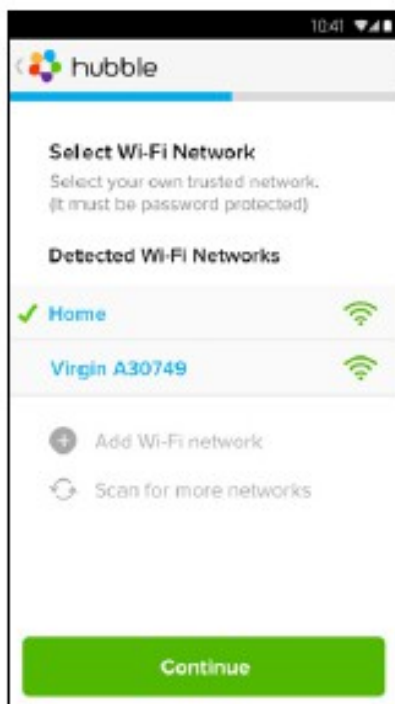 10:41
hubble
Select Wi-Fi Network
Select your own trusted network.
(It must be password protected)
Detected Wi-Fi Networks
Home
Virgin A30749
Add Wi-Fi network
Scan for more networks
Continue